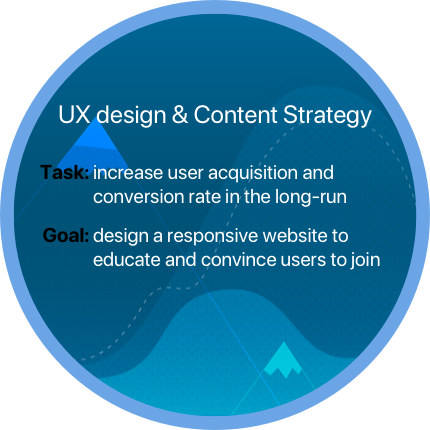 UX design & Content Strategy
Task: increase user acquisition and
conversion rate in the long-run
Goal: design a responsive website to
educate and convince users to join